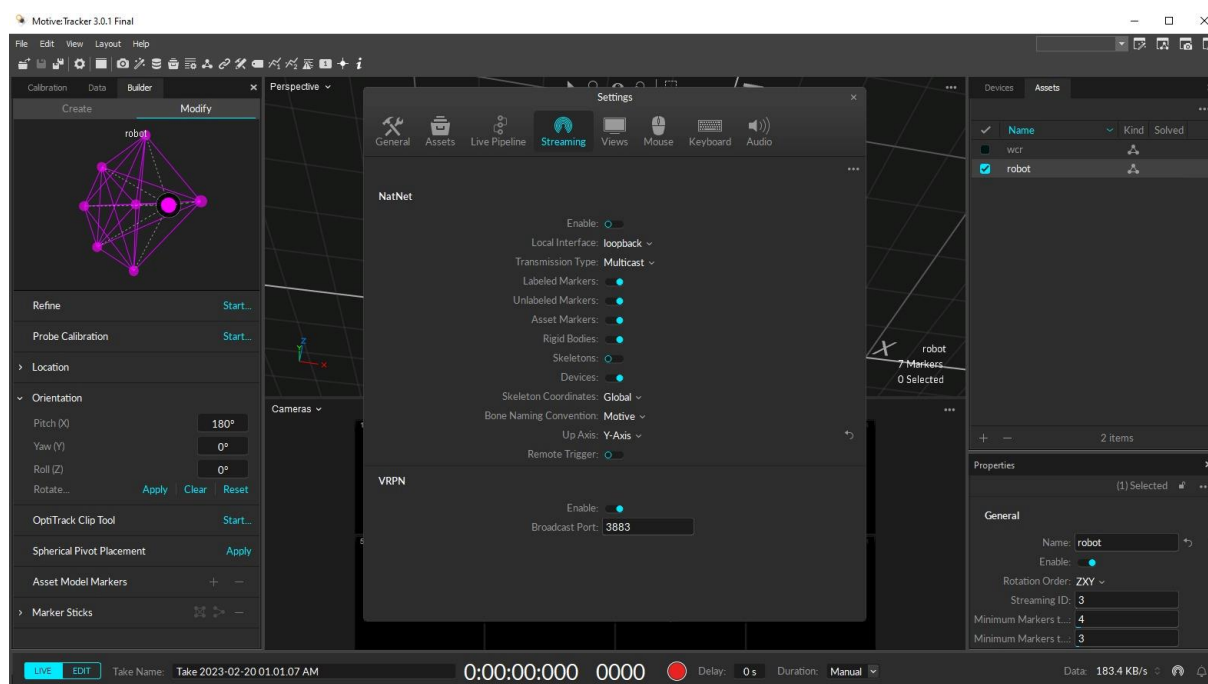 Motive:Tracker 3.0.1 Final
File Edit View Layout Help
Calibration Data Builder
Create Modify
robot
Refine Start...
Probe Calibration Start...
Location
Orientation
Pitch (X) 180°
Yaw (Y) 0°
Roll (Z) 0°
Rotate... Apply Clear Reset
OptiTrack Clip Tool Start...
Spherical Pivot Placement Apply
Asset Model Markers + −
Marker Sticks
Perspective
X
robot
7 Markers
0 Selected
Cameras
Settings
General Assets Live Pipeline Streaming Views Mouse Keyboard Audio
NatNet
Enable:
Local Interface: loopback
Transmission Type: Multicast
Labeled Markers:
Unlabeled Markers:
Asset Markers:
Rigid Bodies:
Skeletons:
Devices:
Skeleton Coordinates: Global
Bone Naming Convention: Motive
Up Axis: Y-Axis
Remote Trigger:
VRPN
Enable:
Broadcast Port: 3883
Devices Assets
Name Kind Solved
wcr
robot
2 items
Properties
(1) Selected
General
Name: robot
Enable:
Rotation Order: ZXY
Streaming ID: 3
Minimum Markers t...: 4
Minimum Markers t...: 3
LIVE EDIT Take Name: Take 2023-02-20 01.01.07 AM 0:00:00:000 0000 Delay: 0 s Duration: Manual Data: 183.4 KB/s